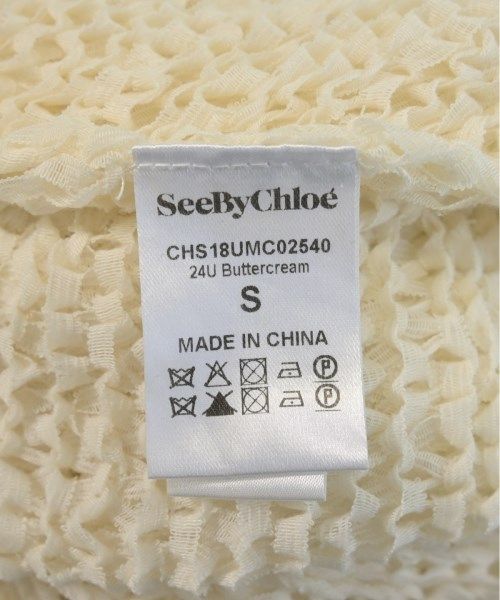 SeeByChloé
CHS18UMC02540
24U Buttercream
S
MADE IN CHINA
P
P